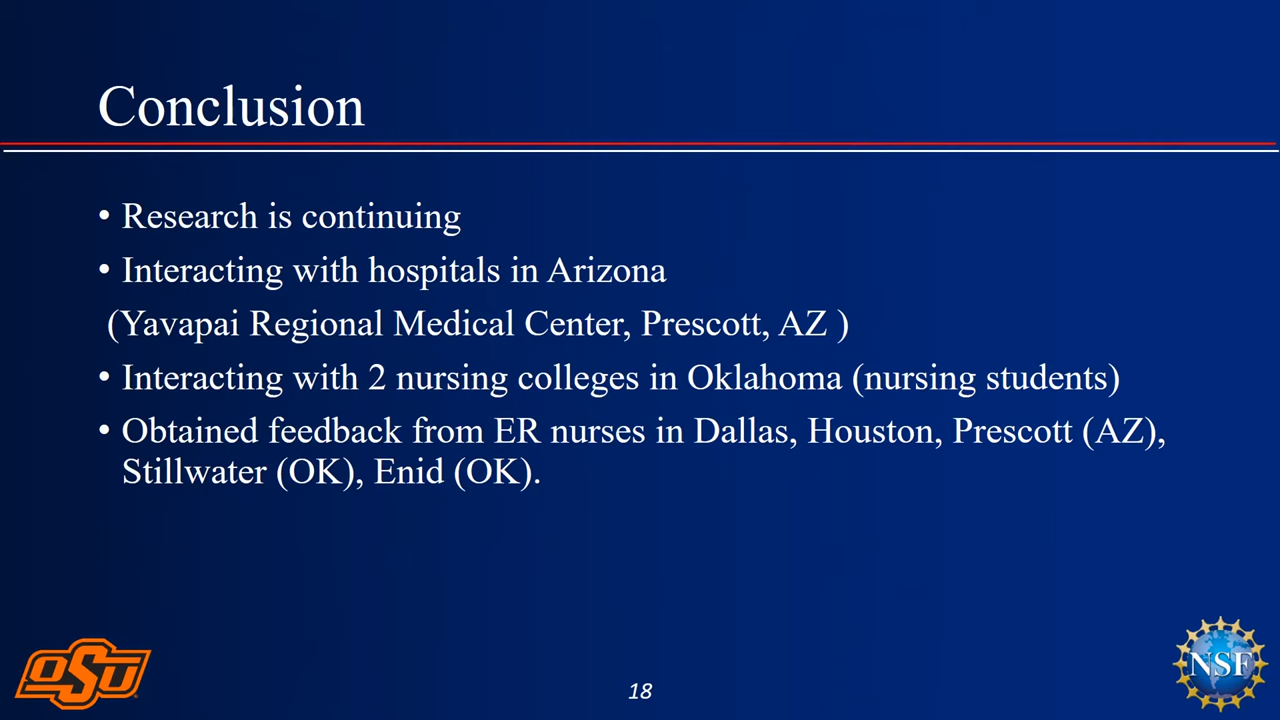 Conclusion
• Research is continuing
• Interacting with hospitals in Arizona
(Yavapai Regional Medical Center, Prescott, AZ )
• Interacting with 2 nursing colleges in Oklahoma (nursing students)
• Obtained feedback from ER nurses in Dallas, Houston, Prescott (AZ),
Stillwater (OK), Enid (OK).
OSU
18
NSF